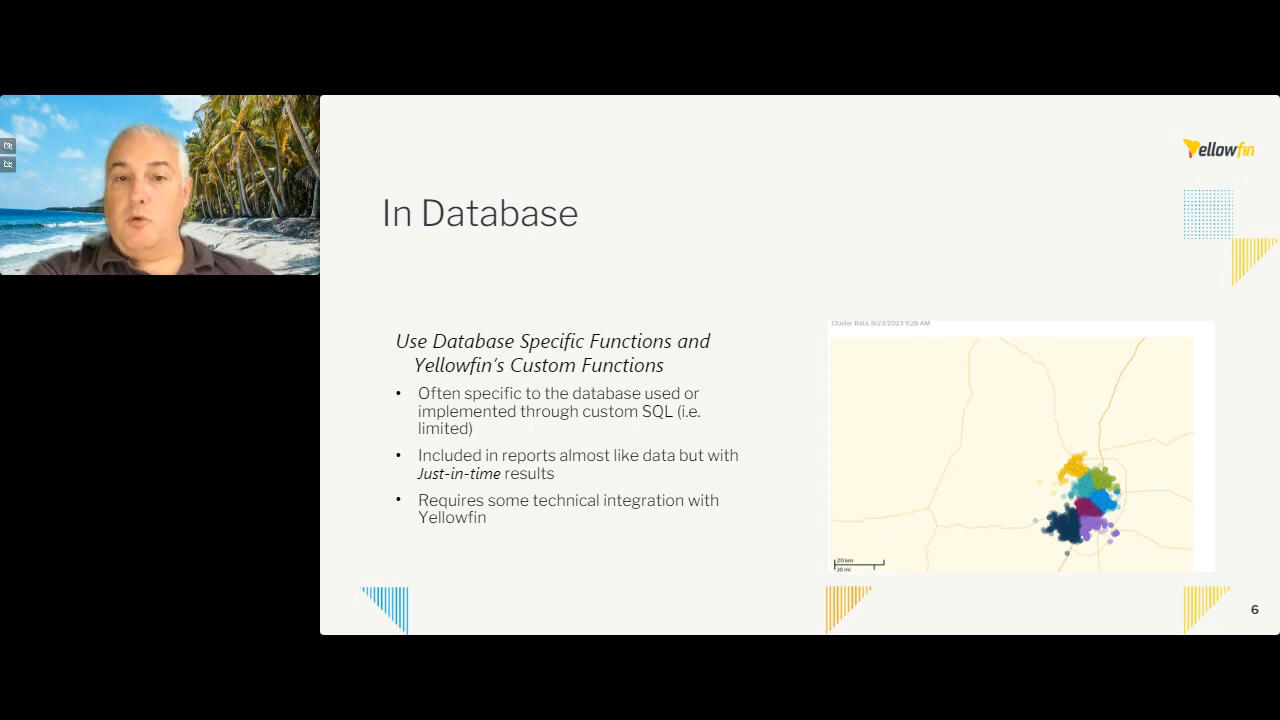 Yellowfin
In Database
Use Database Specific Functions and
Yellowfin's Custom Functions
• Often specific to the database used or
implemented through custom SQL (i.e.
limited)
• Included in reports almost like data but with
Just-in-time results
• Requires some technical integration with
Yellowfin
Cluster Data, 8/23/2023 9:26 AM
20 km
10 mi
6